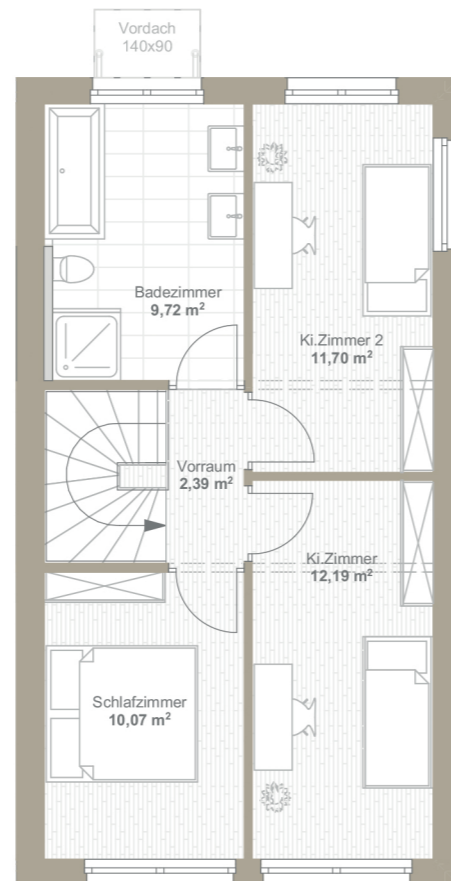 Vordach
140x90
Badezimmer
9,72 m²
Ki.Zimmer 2
11,70 m²
Vorraum
2,39 m²
Ki.Zimmer
12,19 m²
Schlafzimmer
10,07 m²